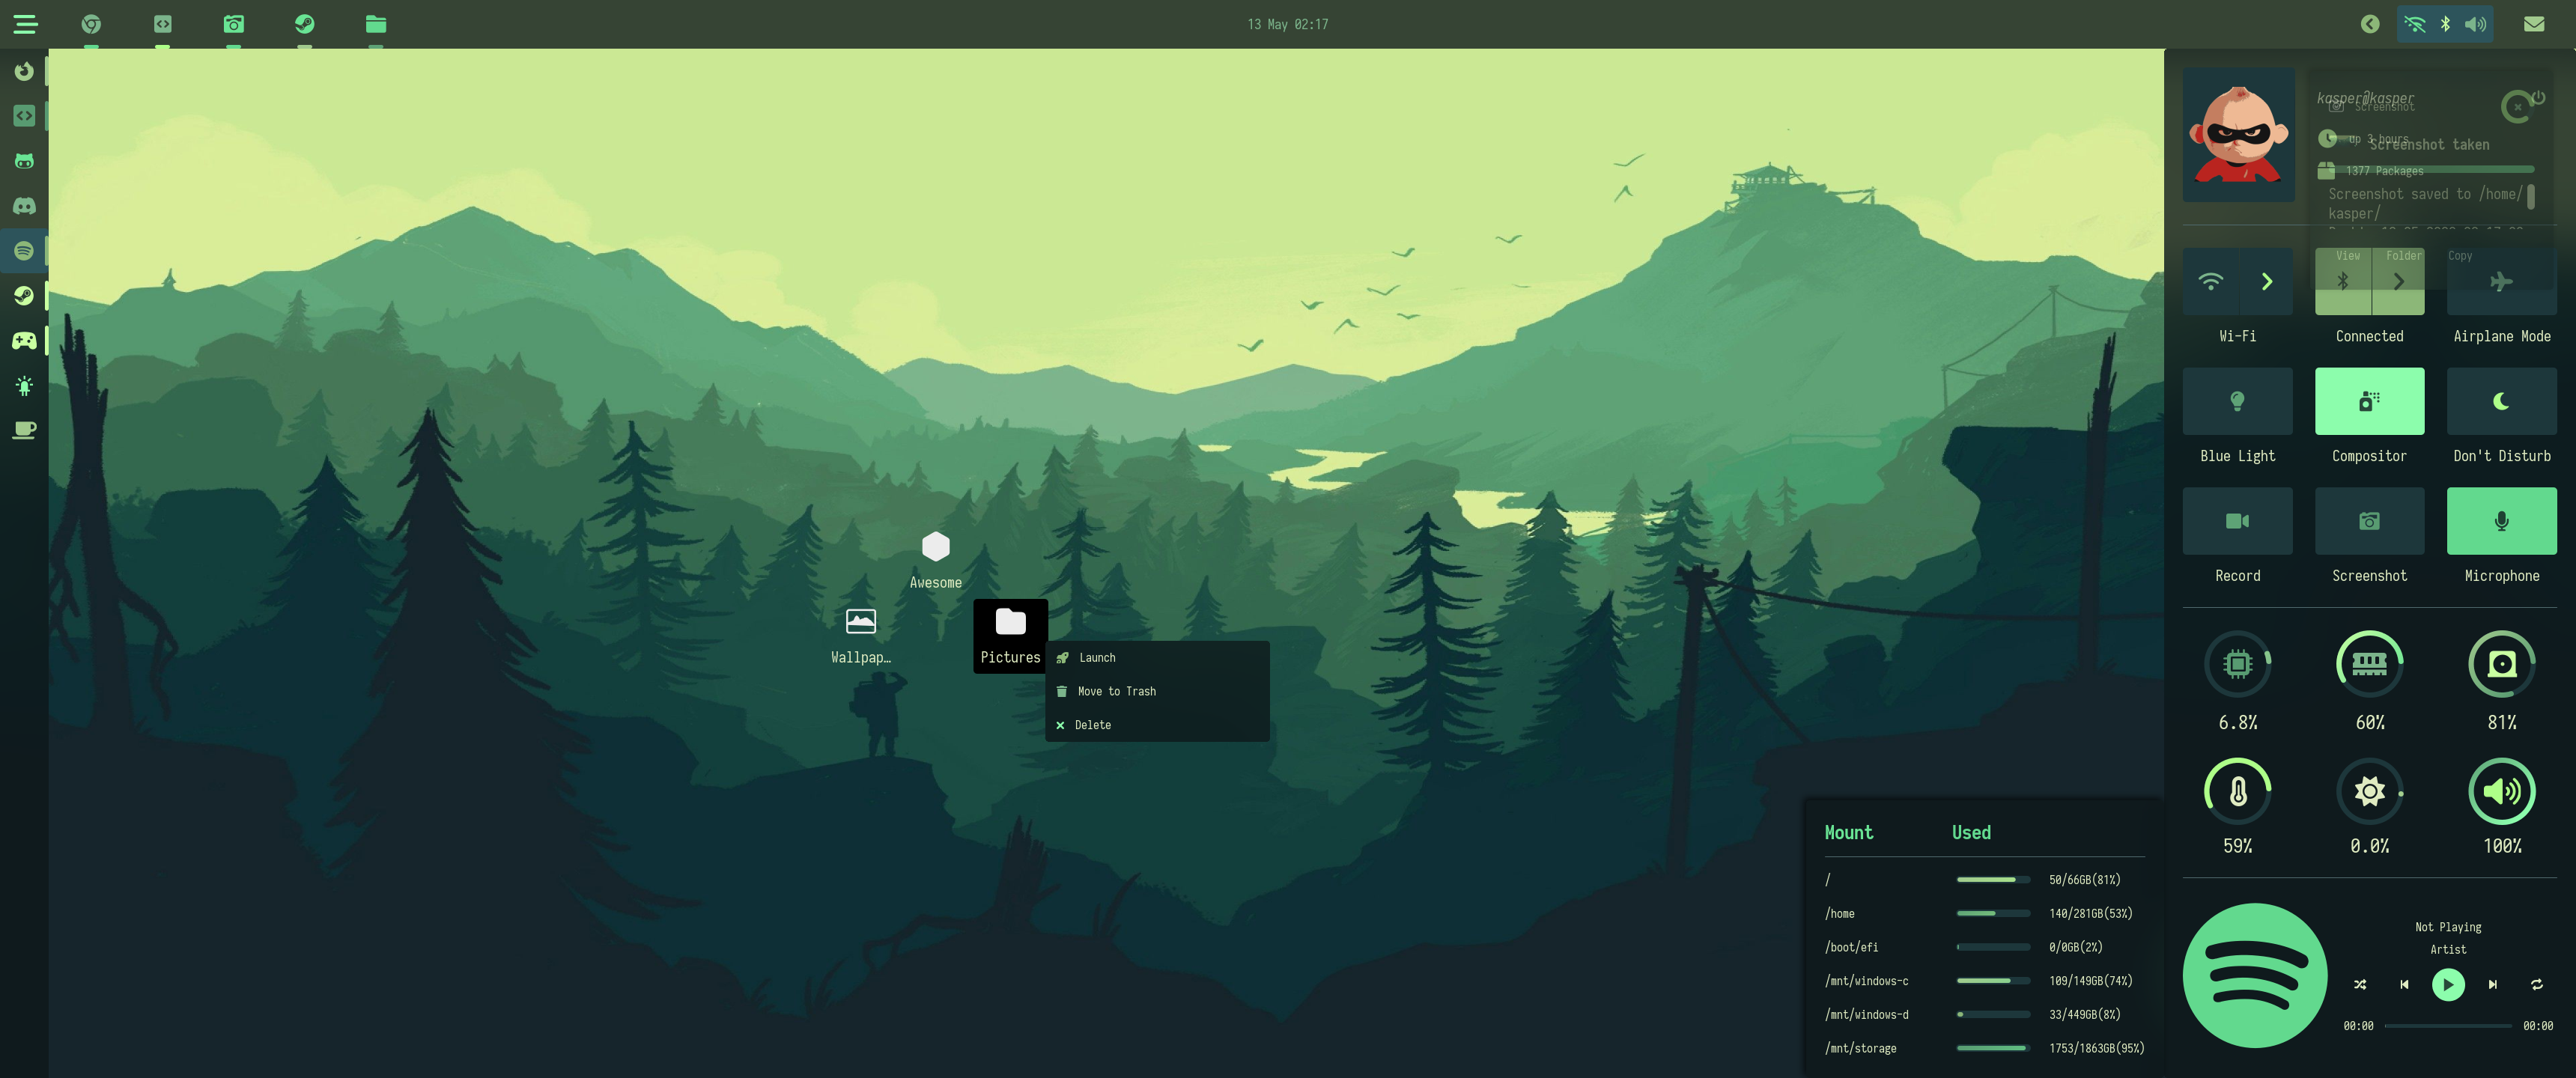 13 May 02:17
kasper@kasper
Screenshot
up 3 hours
Screenshot taken
1377 Packages
Screenshot saved to /home/
kasper/
View Folder Copy
Wi-Fi Connected Airplane Mode
Blue Light Compositor Don't Disturb
Record Screenshot Microphone
Awesome
Wallpap…
Pictures
Launch
Move to Trash
Delete
6.8% 60% 81%
59% 0.0% 100%
Mount Used
/ 50/66GB(81%)
/home 140/281GB(53%)
/boot/efi 0/0GB(2%)
/mnt/windows-c 109/149GB(74%)
/mnt/windows-d 33/449GB(8%)
/mnt/storage 1753/1863GB(95%)
Not Playing
Artist
00:00 00:00